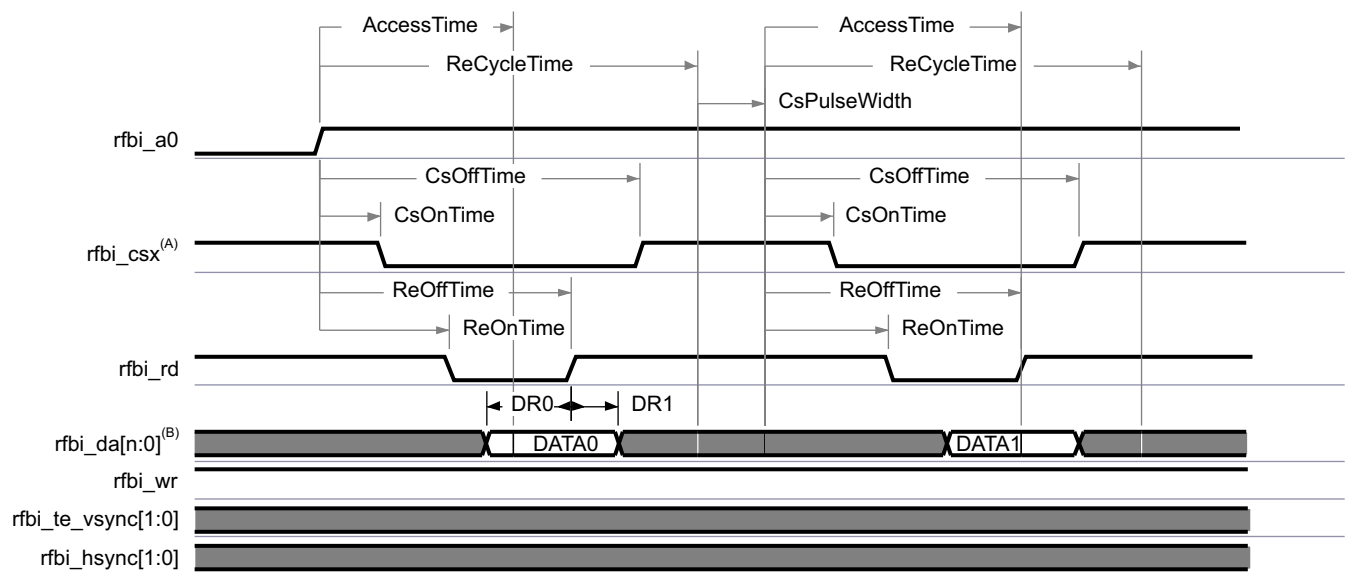 AccessTime AccessTime
ReCycleTime ReCycleTime
CsPulseWidth
rfbi_a0
CsOffTime CsOffTime
CsOnTime CsOnTime
rfbi_csx(A)
ReOffTime ReOffTime
ReOnTime ReOnTime
rfbi_rd
DR0 DR1
rfbi_da[n:0](B) DATA0 DATA1
rfbi_wr
rfbi_te_vsync[1:0]
rfbi_hsync[1:0]